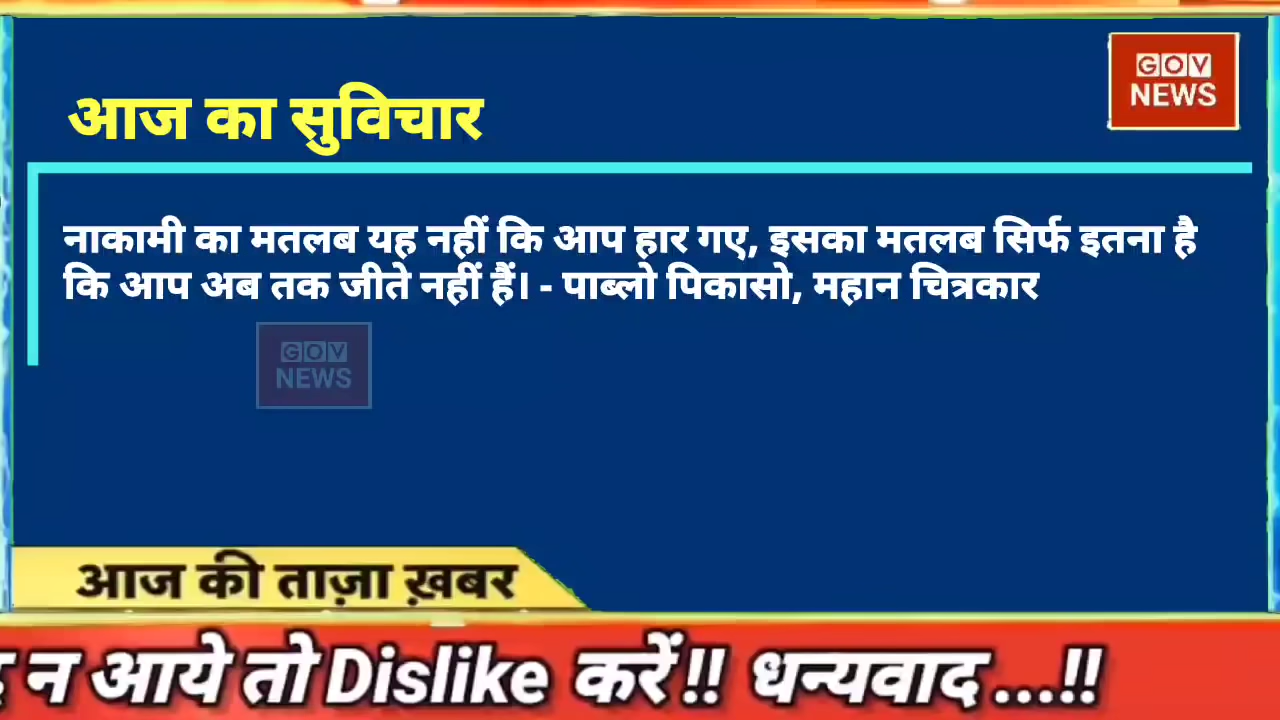 GOV
NEWS
आज का सुविचार
नाकामी का मतलब यह नहीं कि आप हार गए, इसका मतलब सिर्फ इतना है
कि आप अब तक जीते नहीं हैं। - पाब्लो पिकासो, महान चित्रकार
GOV
NEWS
आज की ताज़ा ख़बर
न आये तो Dislike करें!! धन्यवाद...!!